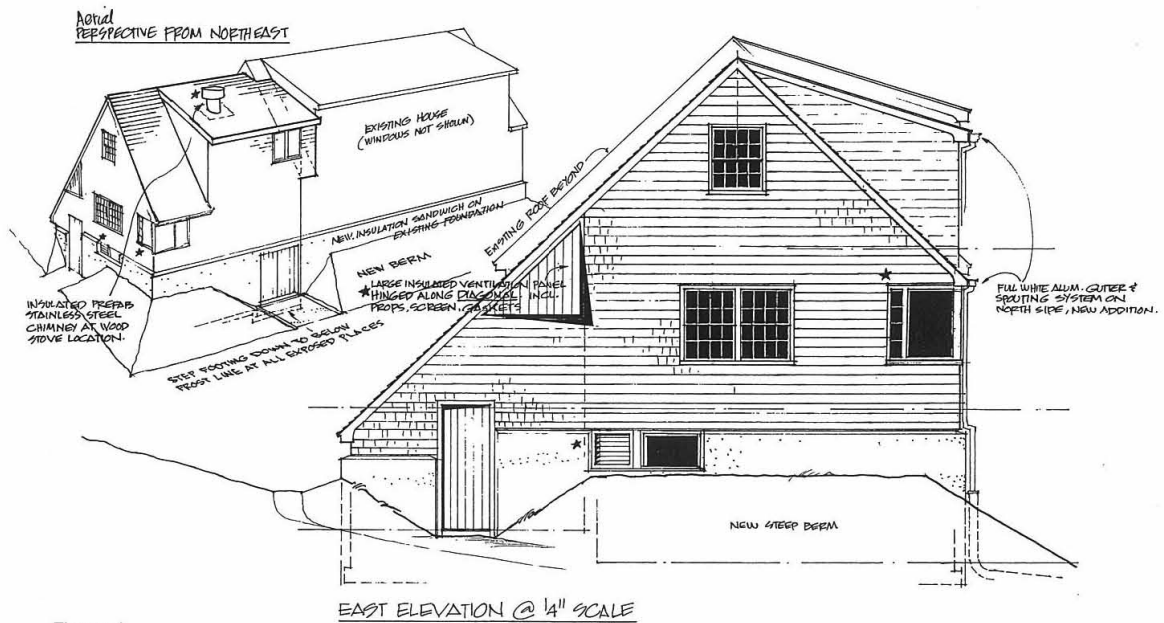 Aerial
PERSPECTIVE FROM NORTHEAST
EXISTING HOUSE
(WINDOWS NOT SHOWN)
EXISTING ROOF BEYOND
NEW INSULATION SANDWICH ON
EXISTING FOUNDATION
NEW BERM
★ LARGE INSULATED VENTILATION PANEL
HINGED ALONG DIAGONAL. INCL.
PROPS, SCREEN, GASKETS
INSULATED PREFAB
STAINLESS STEEL
CHIMNEY AT WOOD
STOVE LOCATION.
STEP FOOTING DOWN TO BELOW
FROST LINE AT ALL EXPOSED PLACES
FULL WHITE ALUM. GUTER &
SPOUTING SYSTEM ON
NORTH SIDE, NEW ADDITION.
NEW STEEP BERM
EAST ELEVATION @ 1/4" SCALE